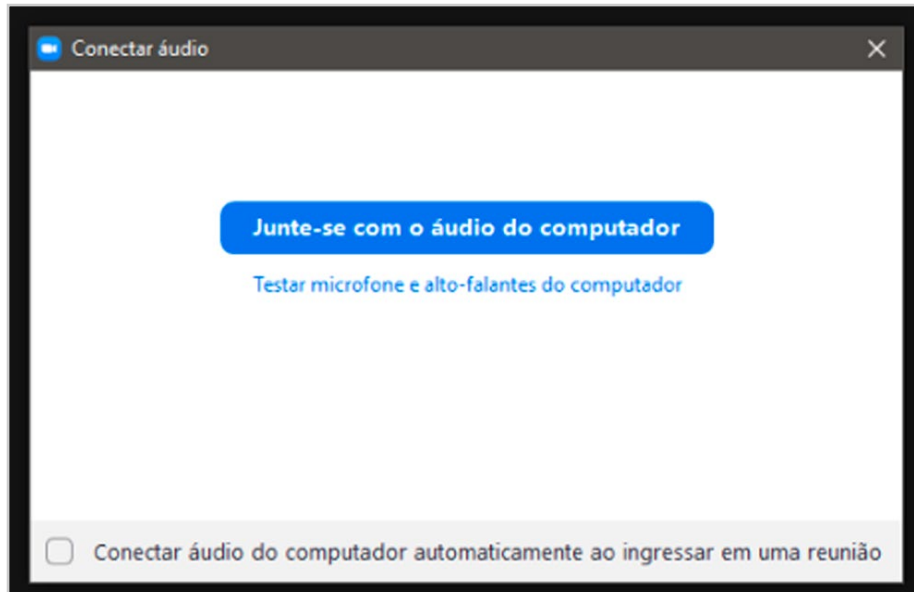 Conectar áudio
Junte-se com o áudio do computador
Testar microfone e alto-falantes do computador
Conectar áudio do computador automaticamente ao ingressar em uma reunião